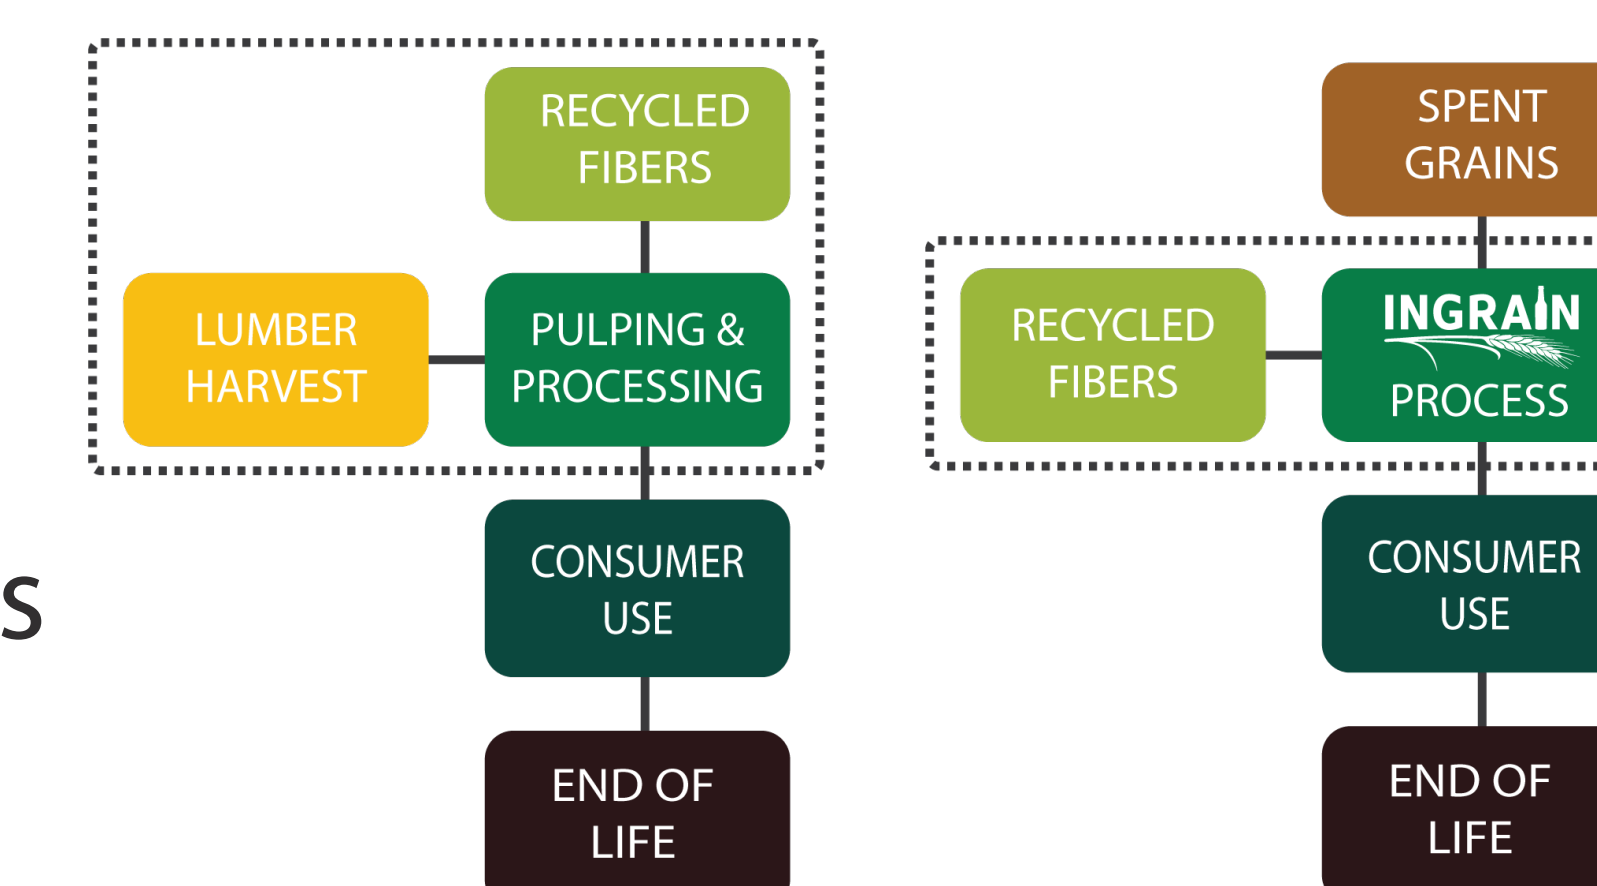 RECYCLED
FIBERS
LUMBER
HARVEST
PULPING &
PROCESSING
CONSUMER
USE
END OF
LIFE
SPENT
GRAINS
RECYCLED
FIBERS
INGRAIN
PROCESS
CONSUMER
USE
END OF
LIFE
S